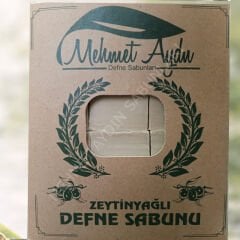 Mehmet Aydın
Defne Sabunları
ZEYTİNYAĞLI
DEFNE SABUNU